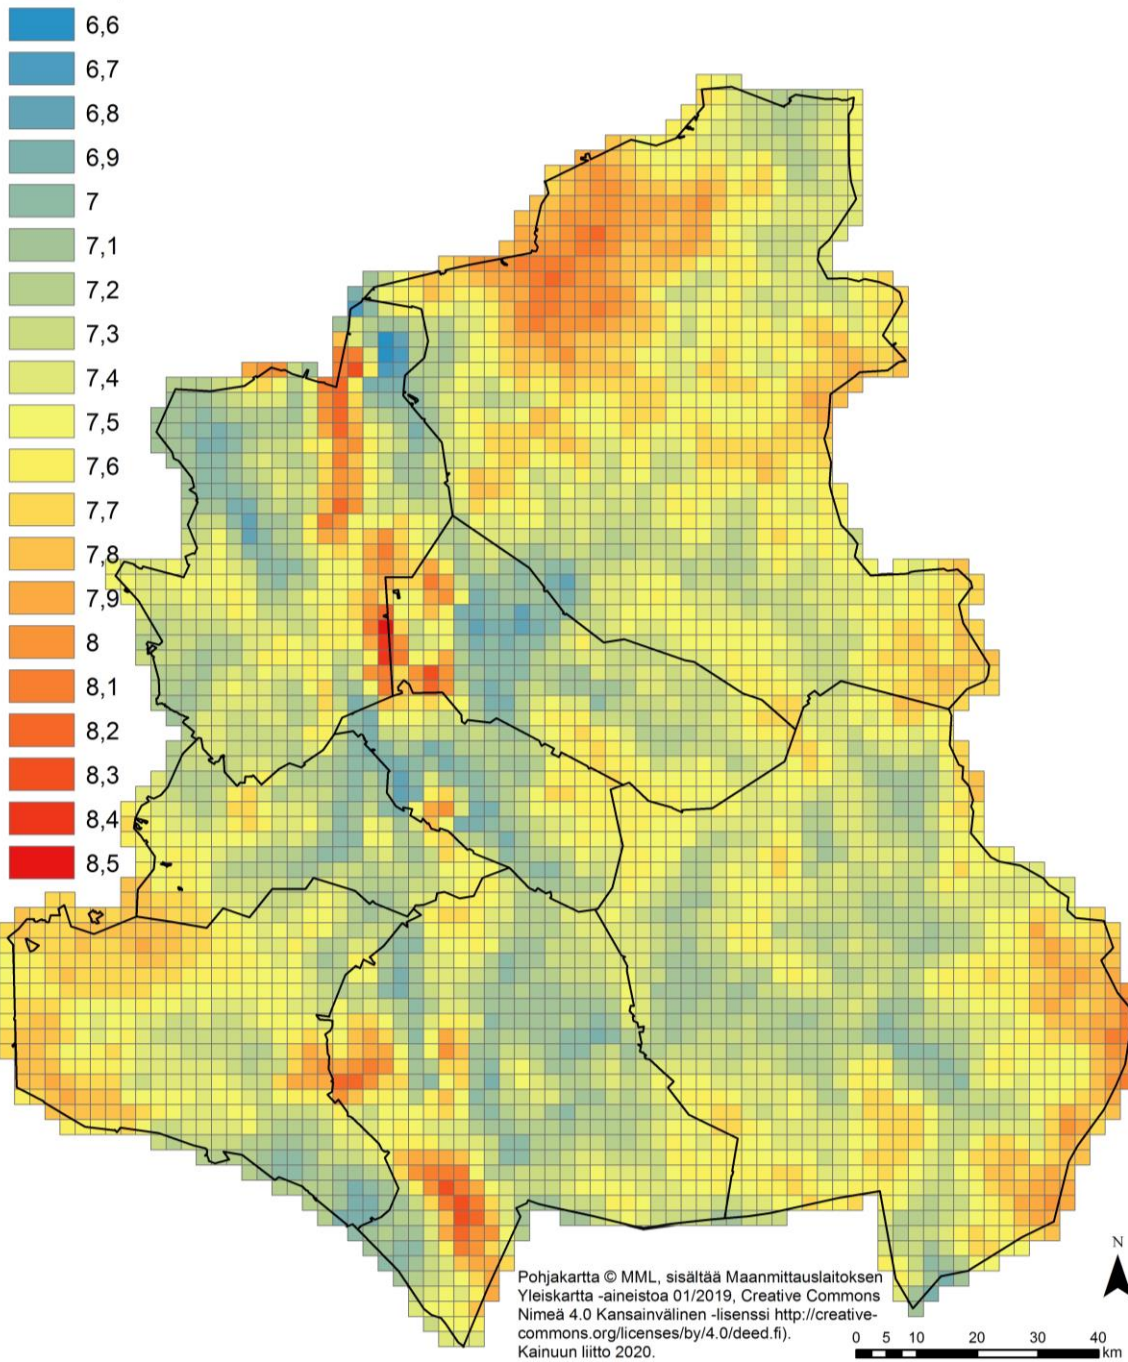 6,6
6,7
6,8
6,9
7
7,1
7,2
7,3
7,4
7,5
7,6
7,7
7,8
7,9
8
8,1
8,2
8,3
8,4
8,5
Pohjakartta © MML, sisältää Maanmittauslaitoksen
Yleiskartta -aineistoa 01/2019, Creative Commons
Nimeä 4.0 Kansainvälinen -lisenssi http://creative-
commons.org/licenses/by/4.0/deed.fi).
Kainuun liitto 2020.
N
0 5 10 20 30 40
km